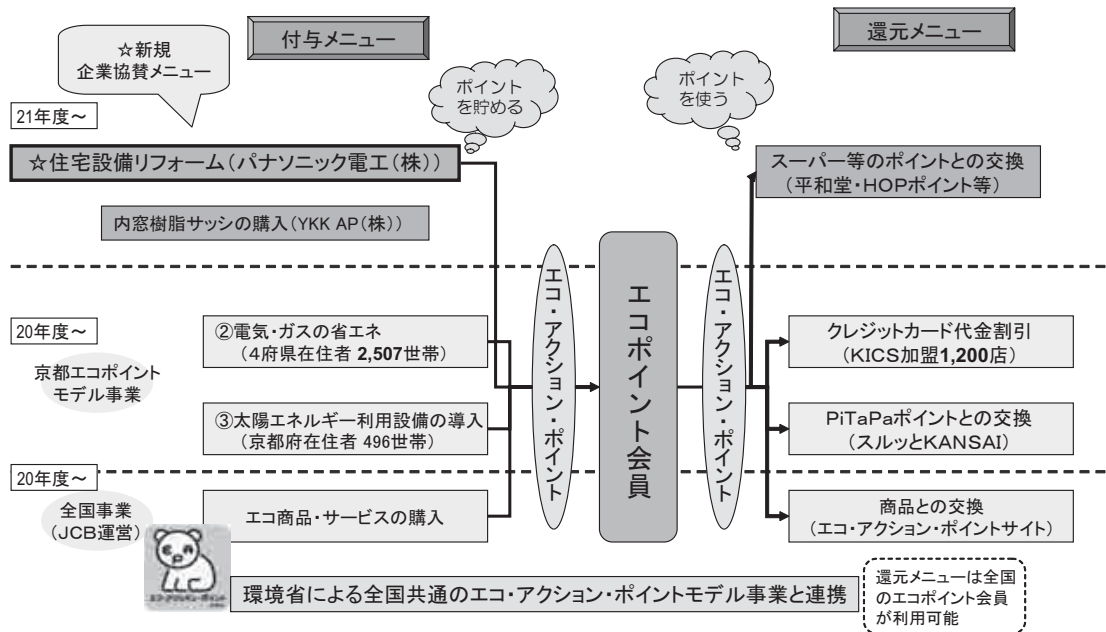 付与メニュー
還元メニュー
☆新規
企業協賛メニュー
ポイント
を貯める
ポイント
を使う
21年度～
☆住宅設備リフォーム(パナソニック電工(株))
スーパー等のポイントとの交換
(平和堂・HOPポイント等)
内窓樹脂サッシの購入(YKK AP(株))
エコ・アクション・ポイント
エコポイント会員
エコ・アクション・ポイント
20年度～
京都エコポイント
モデル事業
②電気・ガスの省エネ
(4府県在住者 2,507世帯)
クレジットカード代金割引
(KICS加盟1,200店)
③太陽エネルギー利用設備の導入
(京都府在住者 496世帯)
PiTaPaポイントとの交換
(スルッとKANSAI)
20年度～
全国事業
(JCB運営)
エコ商品・サービスの購入
商品との交換
(エコ・アクション・ポイントサイト)
エコ・アクション・ポイント
環境省による全国共通のエコ・アクション・ポイントモデル事業と連携
還元メニューは全国
のエコポイント会員
が利用可能